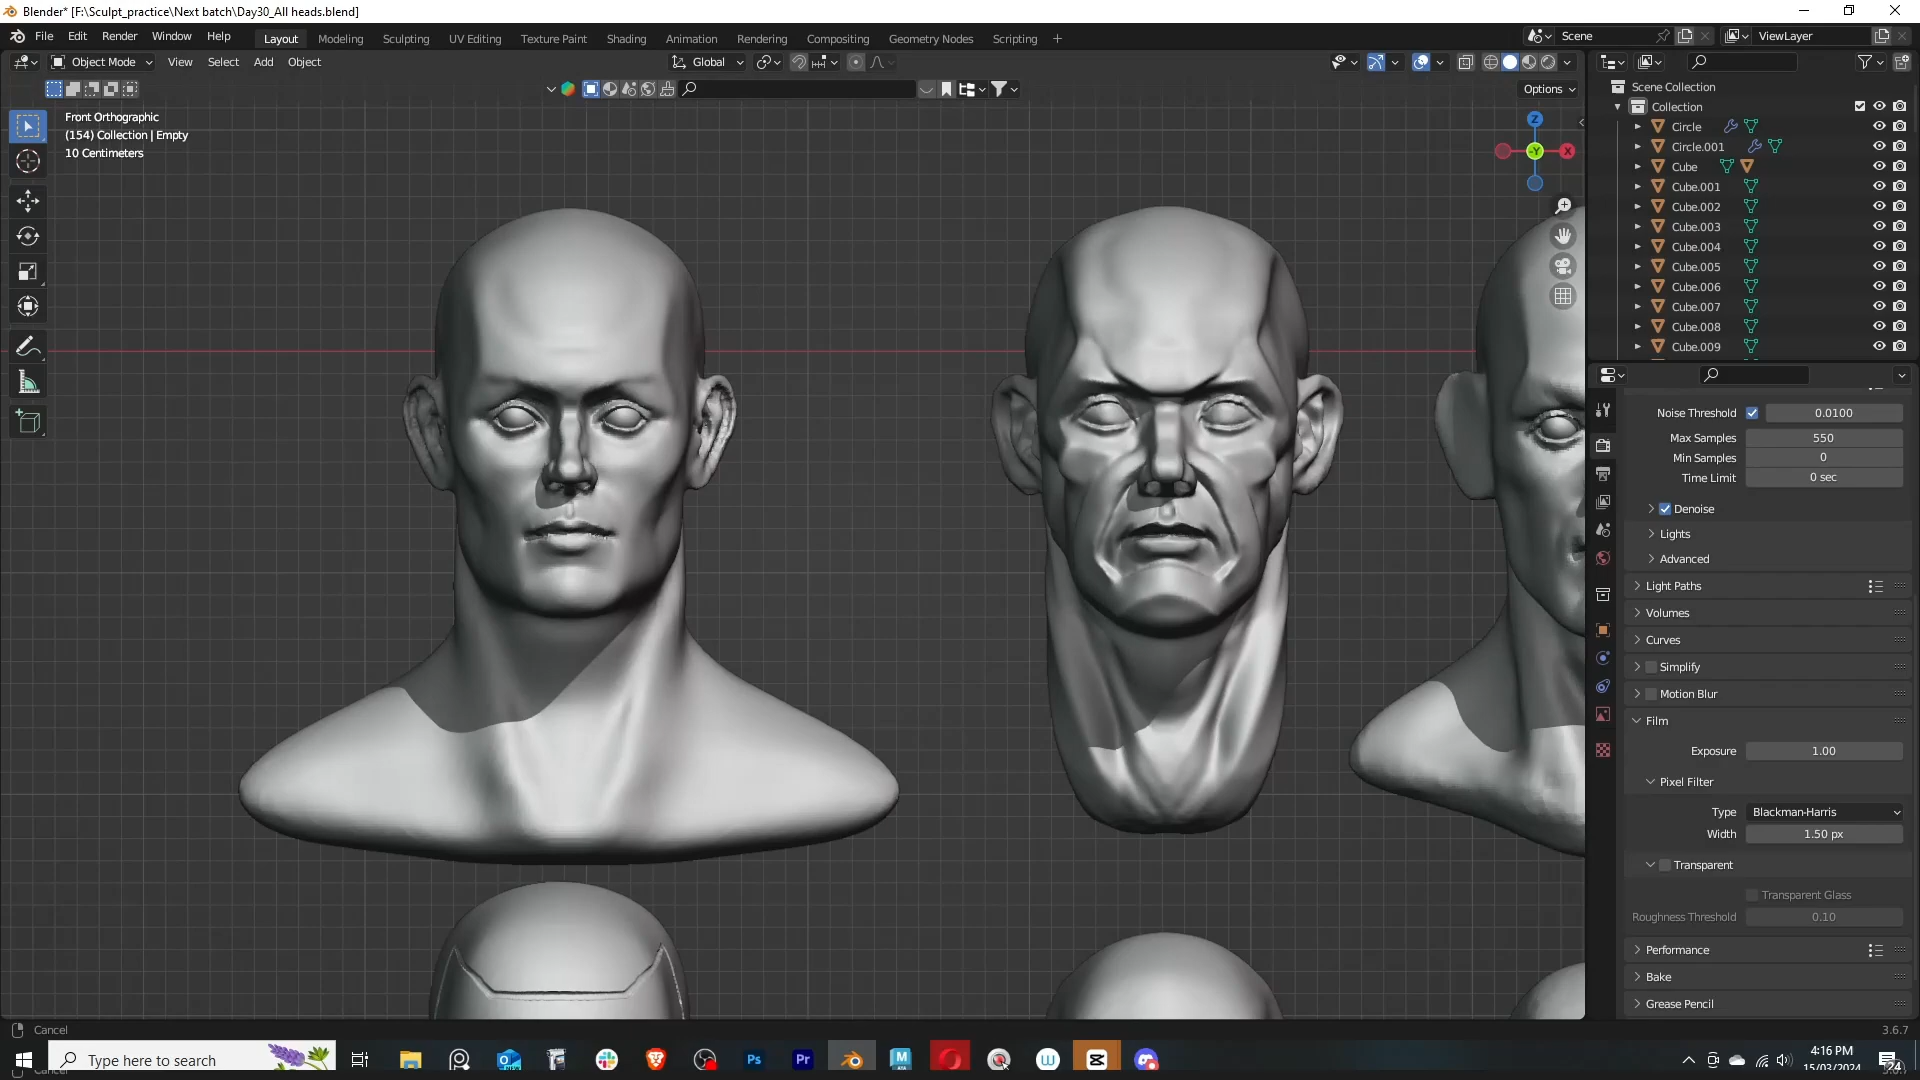 Blender* [F:\Sculpt_practice\Next batch\Day30_All heads.blend]
File Edit Render Window Help Layout Modeling Sculpting UV Editing Texture Paint Shading Animation Rendering Compositing Geometry Nodes Scripting + Scene ViewLayer
Object Mode View Select Add Object Global
Options
Front Orthographic
(154) Collection | Empty
10 Centimeters
Z
-Y
X
Scene Collection
Collection
Circle
Circle.001
Cube
Cube.001
Cube.002
Cube.003
Cube.004
Cube.005
Cube.006
Cube.007
Cube.008
Cube.009
Noise Threshold 0.0100
Max Samples 550
Min Samples 0
Time Limit 0 sec
Denoise
Lights
Advanced
Light Paths
Volumes
Curves
Simplify
Motion Blur
Film
Exposure 1.00
Pixel Filter
Type Blackman-Harris
Width 1.50 px
Transparent
Transparent Glass
Roughness Threshold 0.10
Performance
Bake
Grease Pencil
Cancel 3.6.7
Type here to search
Ps
Pr
M
W
4:16 PM
15/03/2024
24